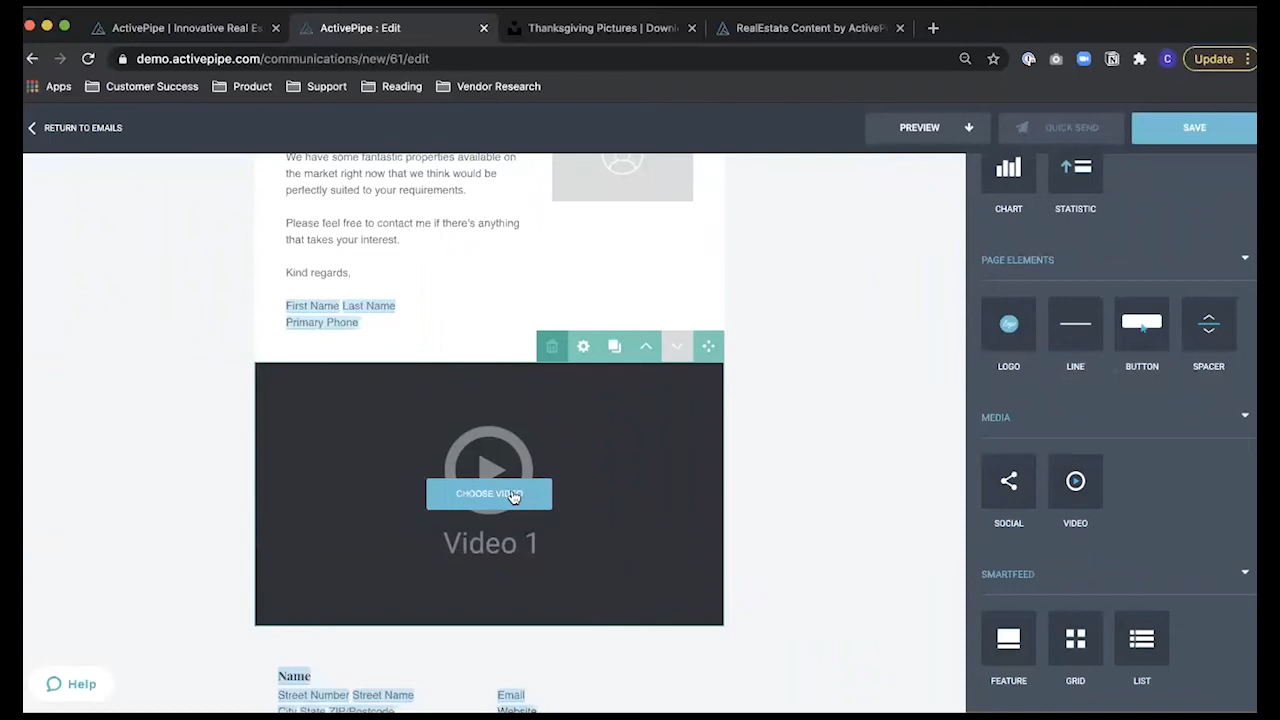 ActivePipe | Innovative Real Es
ActivePipe : Edit
Thanksgiving Pictures | Downl
RealEstate Content by ActiveP
demo.activepipe.com/communications/new/61/edit
C
Update
Apps
Customer Success
Product
Support
Reading
Vendor Research
RETURN TO EMAILS
PREVIEW
QUICK SEND
SAVE
We have some fantastic properties available on
the market right now that we think would be
perfectly suited to your requirements.
Please feel free to contact me if there's anything
that takes your interest.
Kind regards,
First Name Last Name
Primary Phone
CHOOSE VIDEO
Video 1
Name
Street Number Street Name
City State ZIP/Postcode
Email
Website
Help
CHART
STATISTIC
PAGE ELEMENTS
logo
LOGO
LINE
BUTTON
SPACER
MEDIA
SOCIAL
VIDEO
SMARTFEED
FEATURE
GRID
LIST